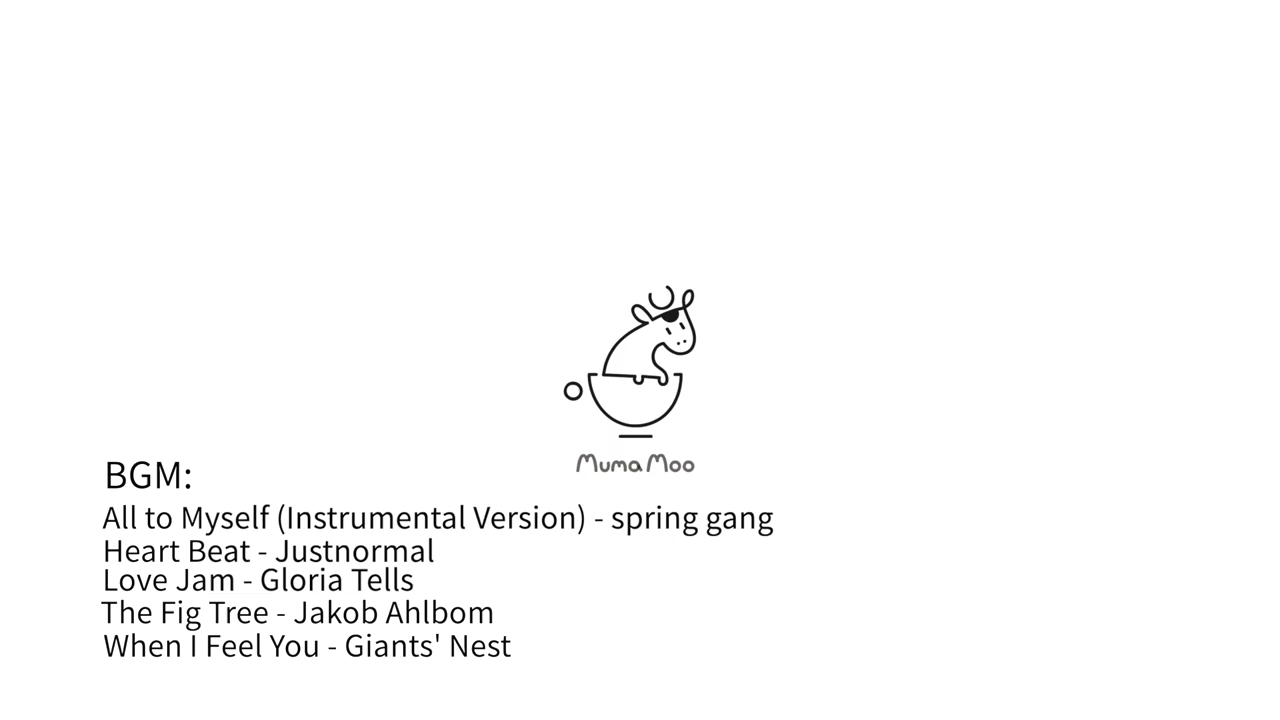 Muma Moo
BGM:
All to Myself (Instrumental Version) - spring gang
Heart Beat - Justnormal
Love Jam - Gloria Tells
The Fig Tree - Jakob Ahlbom
When I Feel You - Giants' Nest